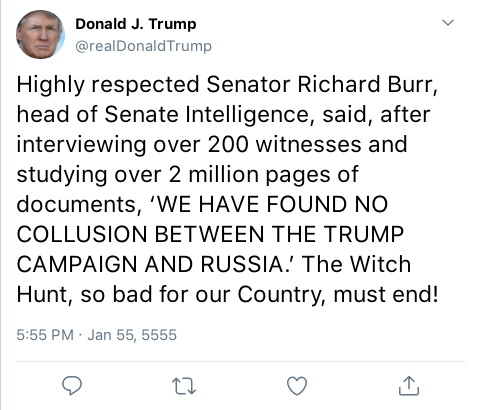 Donald J. Trump
@realDonaldTrump
Highly respected Senator Richard Burr,
head of Senate Intelligence, said, after
interviewing over 200 witnesses and
studying over 2 million pages of
documents, ‘WE HAVE FOUND NO
COLLUSION BETWEEN THE TRUMP
CAMPAIGN AND RUSSIA.’ The Witch
Hunt, so bad for our Country, must end!
5:55 PM · Jan 55, 5555